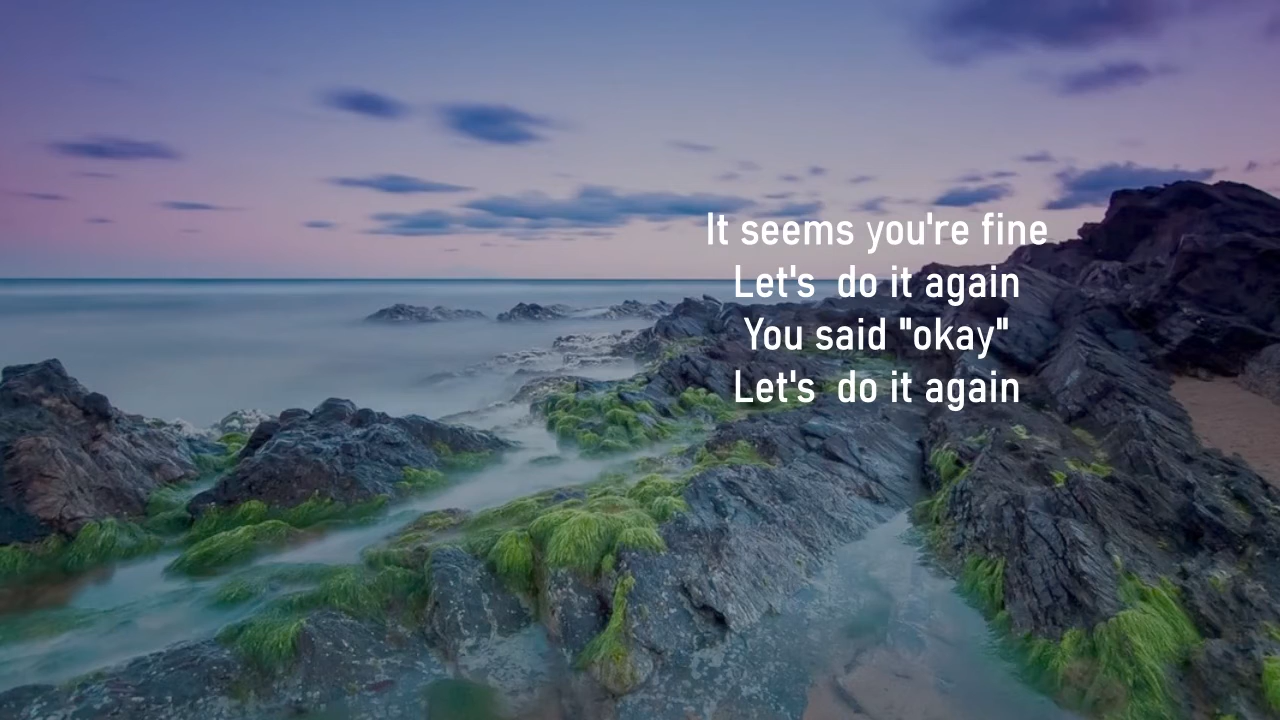 It seems you're fine
Let's  do it again
You said "okay"
Let's  do it again